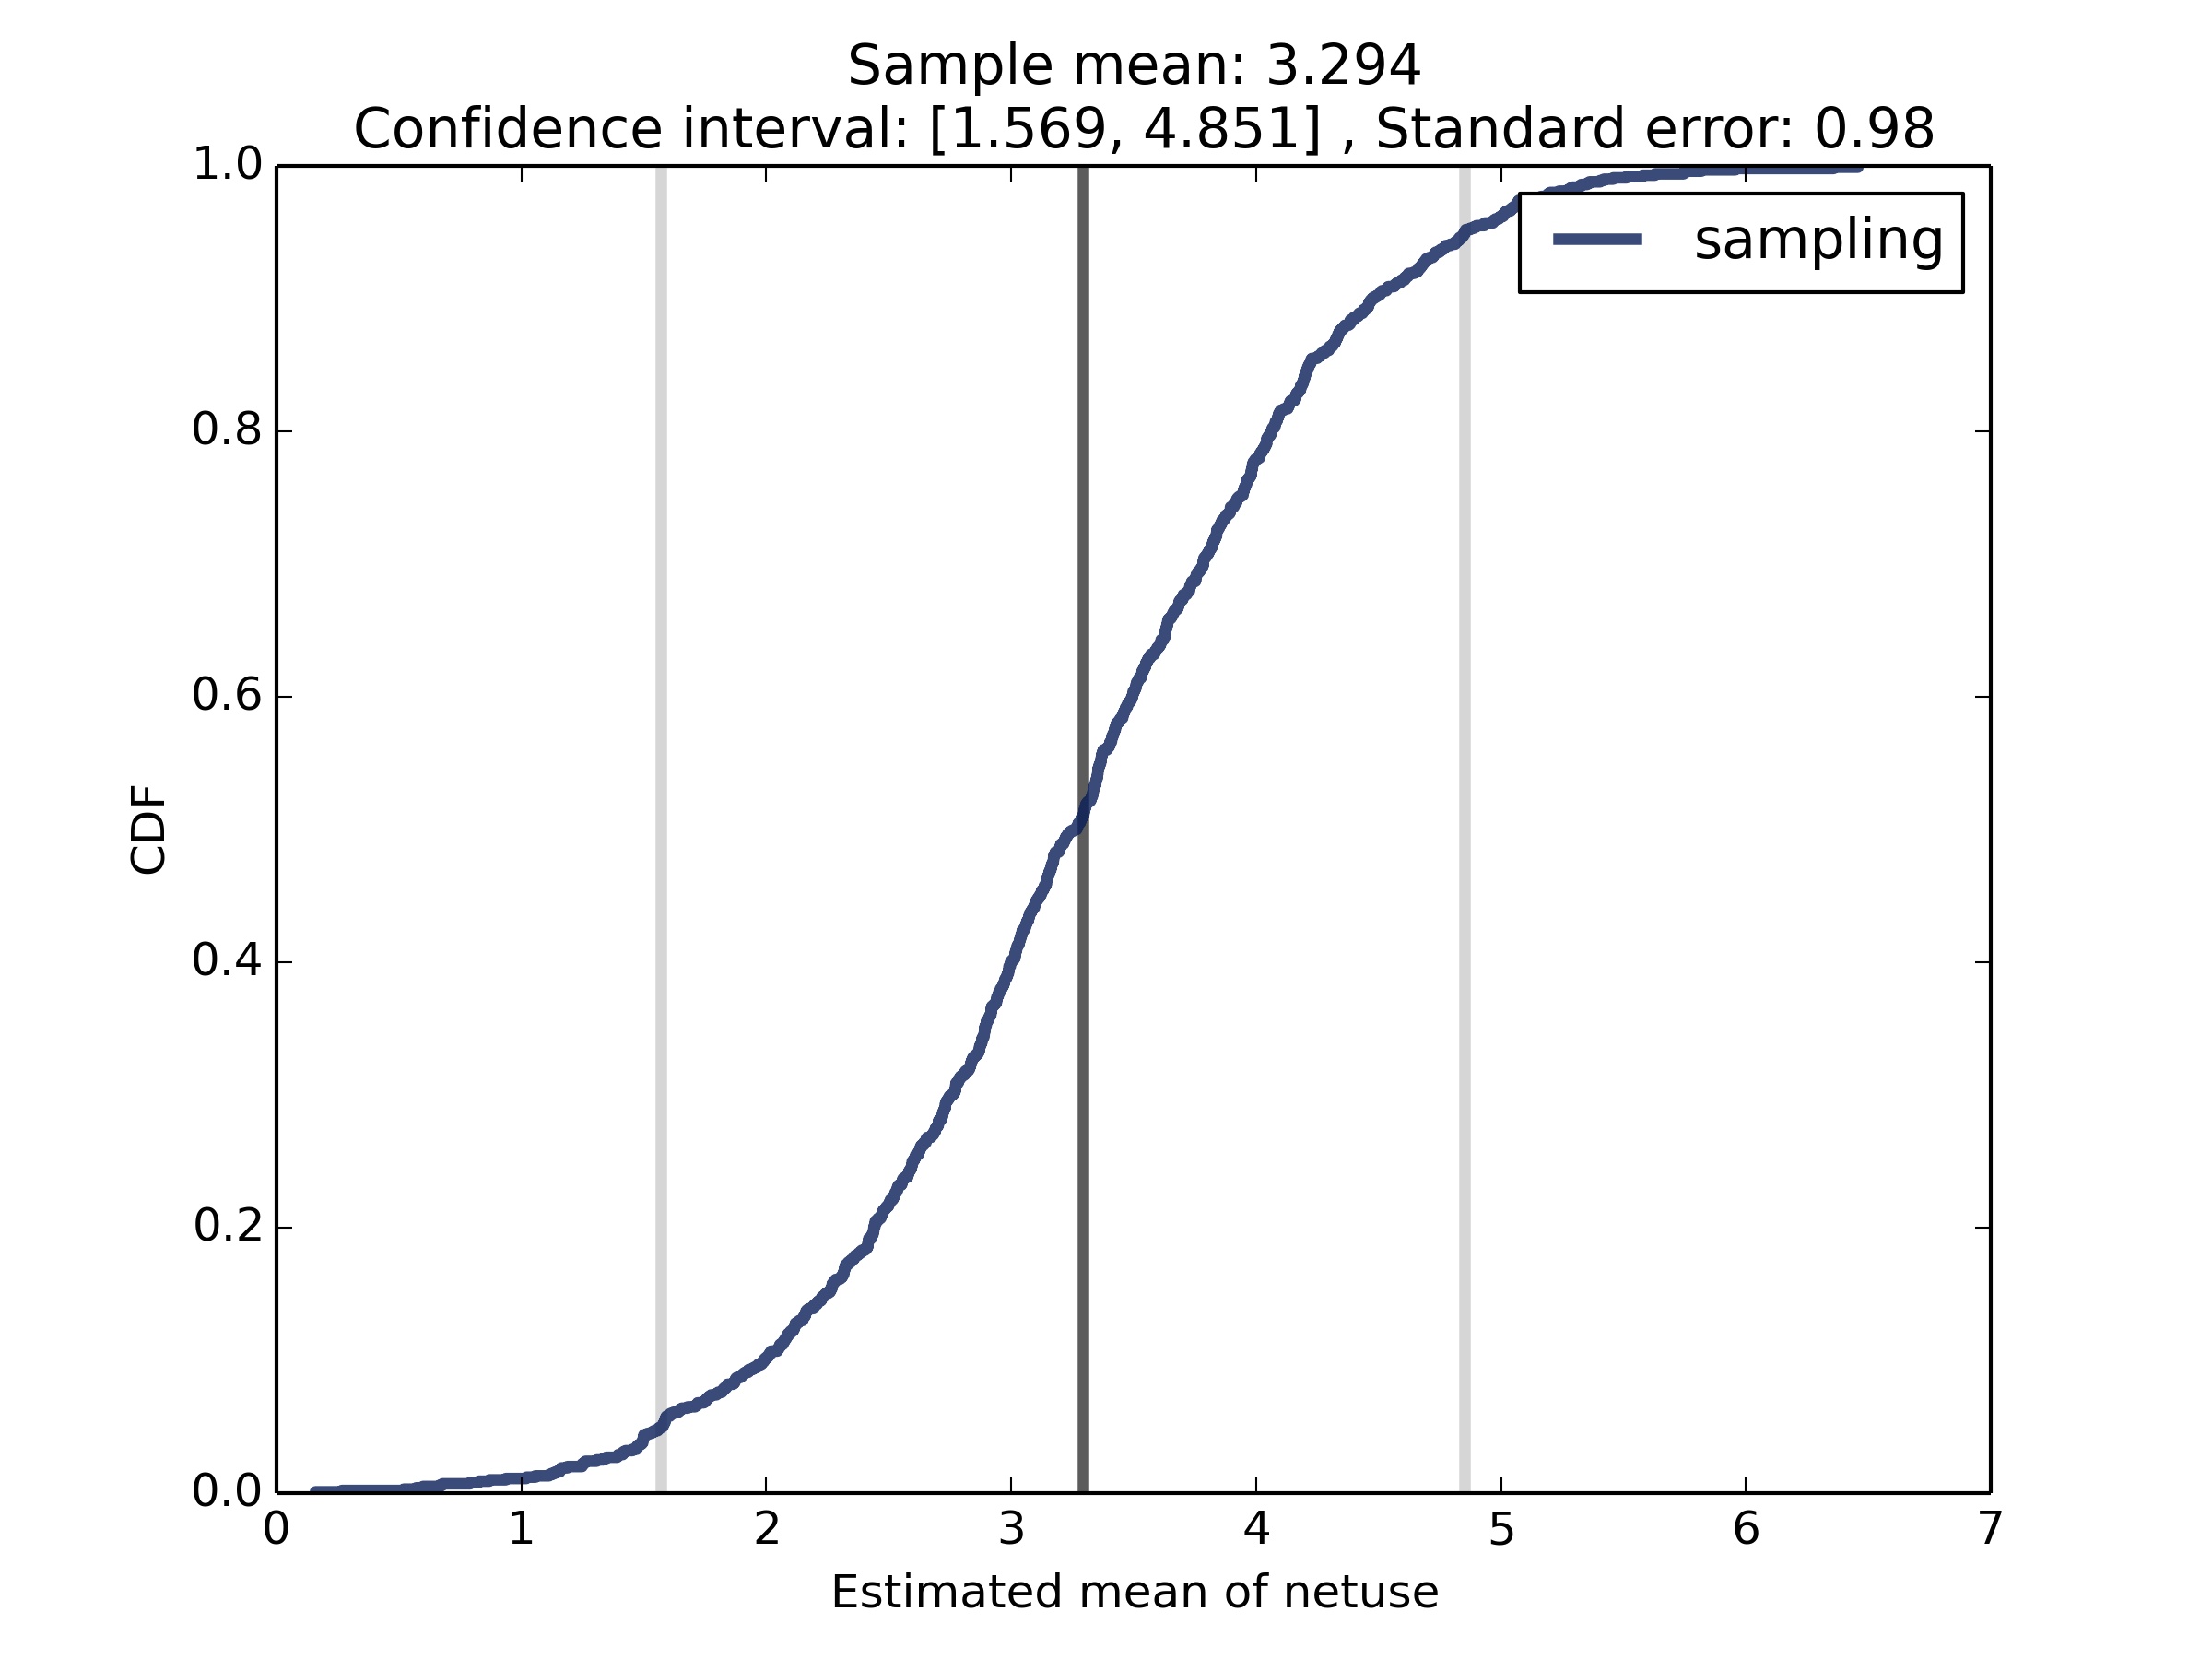 Sample mean: 3.294
Confidence interval: [1.569, 4.851] , Standard error: 0.98
1.0
0.8
0.6
0.4
0.2
0.0
CDF
sampling
0 1 2 3 4 5 6 7
Estimated mean of netuse